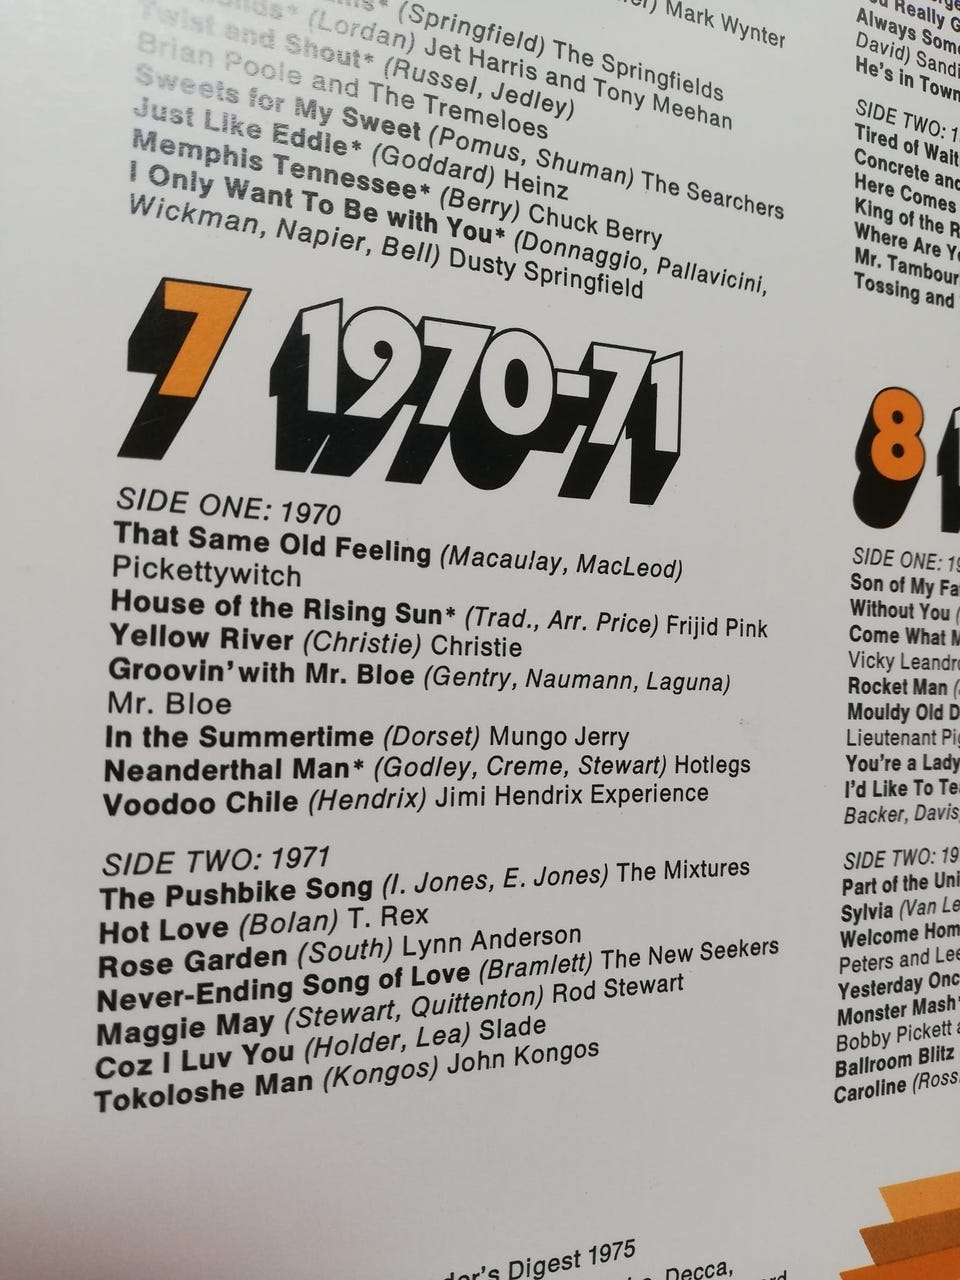 (Springfield) The Springfields
Mark Wynter
(Lordan) Jet Harris and Tony Meehan
Twist and Shout* (Russel, Jedley)
Brian Poole and The Tremeloes
Sweets for My Sweet (Pomus, Shuman) The Searchers
Just Like Eddie* (Goddard) Heinz
Memphis Tennessee* (Berry) Chuck Berry
I Only Want To Be with You* (Donnaggio, Pallavicini,
Wickman, Napier, Bell) Dusty Springfield
7 1970-71
SIDE ONE: 1970
That Same Old Feeling (Macaulay, MacLeod)
Pickettywitch
House of the Rising Sun* (Trad., Arr. Price) Frijid Pink
Yellow River (Christie) Christie
Groovin' with Mr. Bloe (Gentry, Naumann, Laguna)
Mr. Bloe
In the Summertime (Dorset) Mungo Jerry
Neanderthal Man* (Godley, Creme, Stewart) Hotlegs
Voodoo Chile (Hendrix) Jimi Hendrix Experience
SIDE TWO: 1971
The Pushbike Song (I. Jones, E. Jones) The Mixtures
Hot Love (Bolan) T. Rex
Rose Garden (South) Lynn Anderson
Never-Ending Song of Love (Bramlett) The New Seekers
Maggie May (Stewart, Quittenton) Rod Stewart
Coz I Luv You (Holder, Lea) Slade
Tokoloshe Man (Kongos) John Kongos
Digest 1975
Decca,
Really
Always
David)
He's in Town
SIDE TWO:
Tired of
Concrete
Here Comes
King of the
Where Are
Mr.
Tossing and
8
SIDE ONE:
Son of My
Without You
Come What
Vicky
Rocket Man
Mouldy Old
Lieutenant
You're a Lady
I'd Like To
Backer, Davis,
SIDE TWO:
Part of the
Sylvia (Van
Welcome
Peters and
Yesterday
Monster Mash
Bobby Pickett
Ballroom Blitz
Caroline